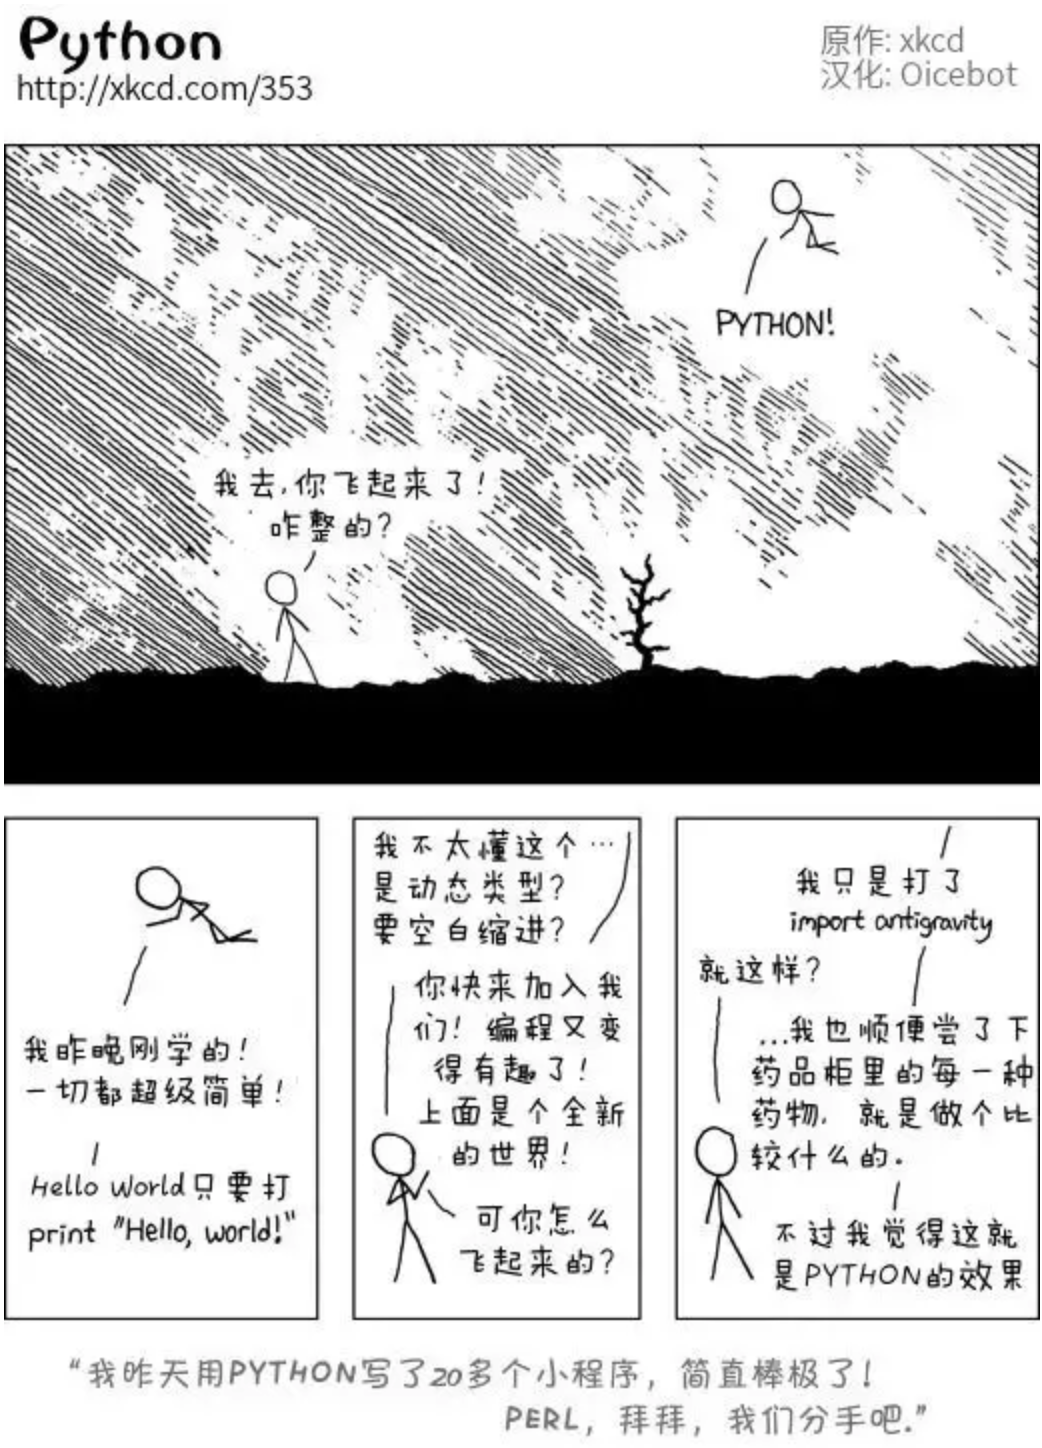 Python
http://xkcd.com/353
原作: xkcd
汉化: Oicebot
PYTHON!
我去,你飞起来了!
咋整的?
我昨晚刚学的!
一切都超级简单!
Hello World只要打
print "Hello, world!"
我不太懂这个…
是动态类型?
要空白缩进?
你快来加入我
们! 编程又变
得有趣了!
上面是个全新
的世界!
可你怎么
飞起来的?
我只是打了
import antigravity
就这样?
...我也顺便尝了下
药品柜里的每一种
药物, 就是做个比
较什么的。
不过我觉得这就
是PYTHON的效果
“我昨天用PYTHON写了20多个小程序，简直棒极了!
PERL，拜拜，我们分手吧.”